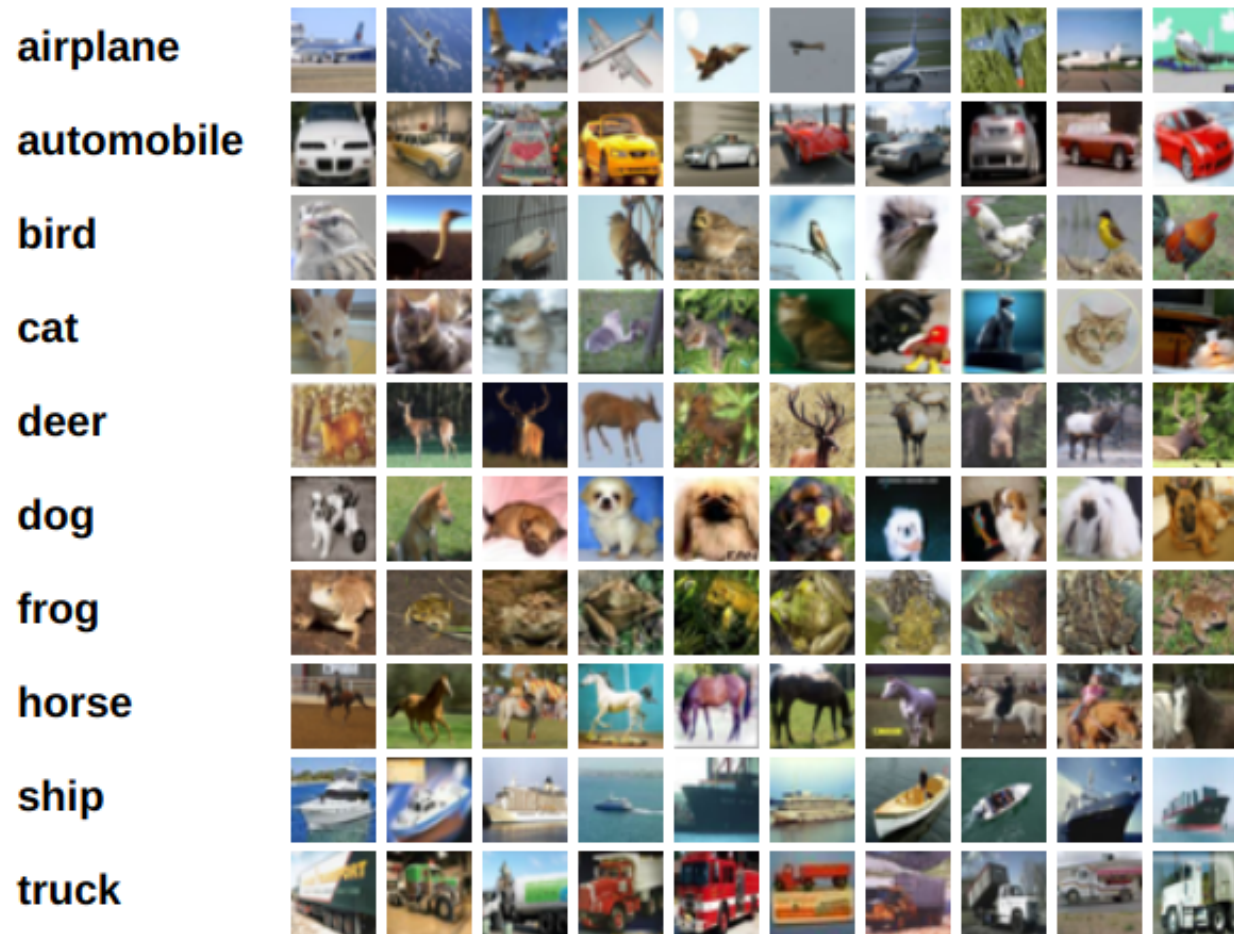 airplane
automobile
bird
cat
deer
dog
frog
horse
ship
truck